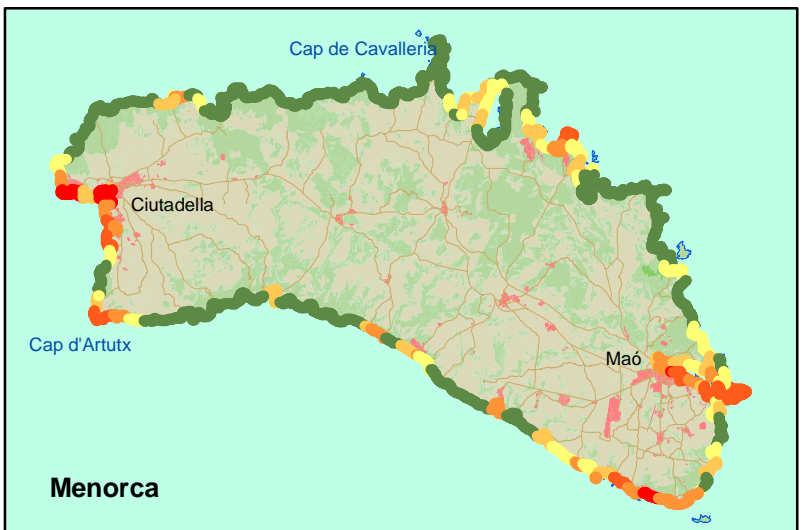 Cap de Cavalleria
Ciutadella
Cap d'Artutx
Maó
Menorca